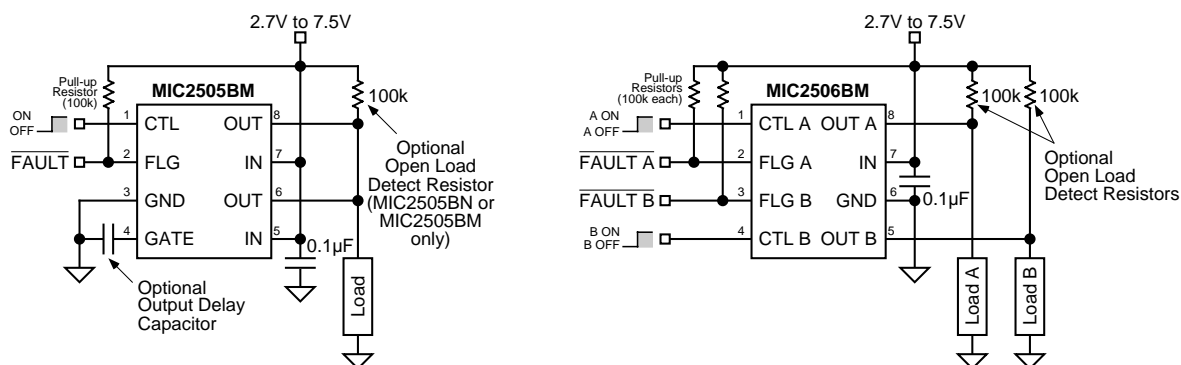 2.7V to 7.5V
MIC2505BM
Pull-up
Resistor
(100k)
100k
ON
OFF
1
CTL
OUT
8
FAULT
2
FLG
IN
7
3
GND
OUT
6
4
GATE
IN
5
0.1µF
Optional
Open Load
Detect Resistor
(MIC2505BN or
MIC2505BM
only)
Optional
Output Delay
Capacitor
Load
2.7V to 7.5V
MIC2506BM
Pull-up
Resistors
(100k each)
100k
100k
A ON
A OFF
1
CTL A
OUT A
8
FAULT A
2
FLG A
IN
7
FAULT B
3
FLG B
GND
6
0.1µF
B ON
B OFF
4
CTL B
OUT B
5
Optional
Open Load
Detect Resistors
Load A
Load B